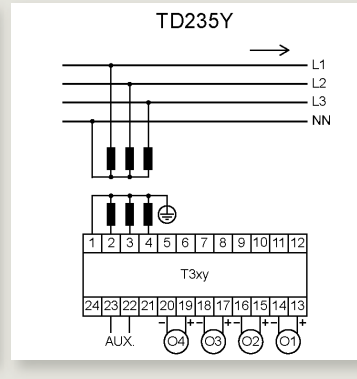 TD235Y
L1
L2
L3
NN
1 2 3 4 5 6 7 8 9 10 11 12
T3xy
24 23 22 21 20 19 18 17 16 15 14 13
− + − + − + − +
AUX. O4 O3 O2 O1